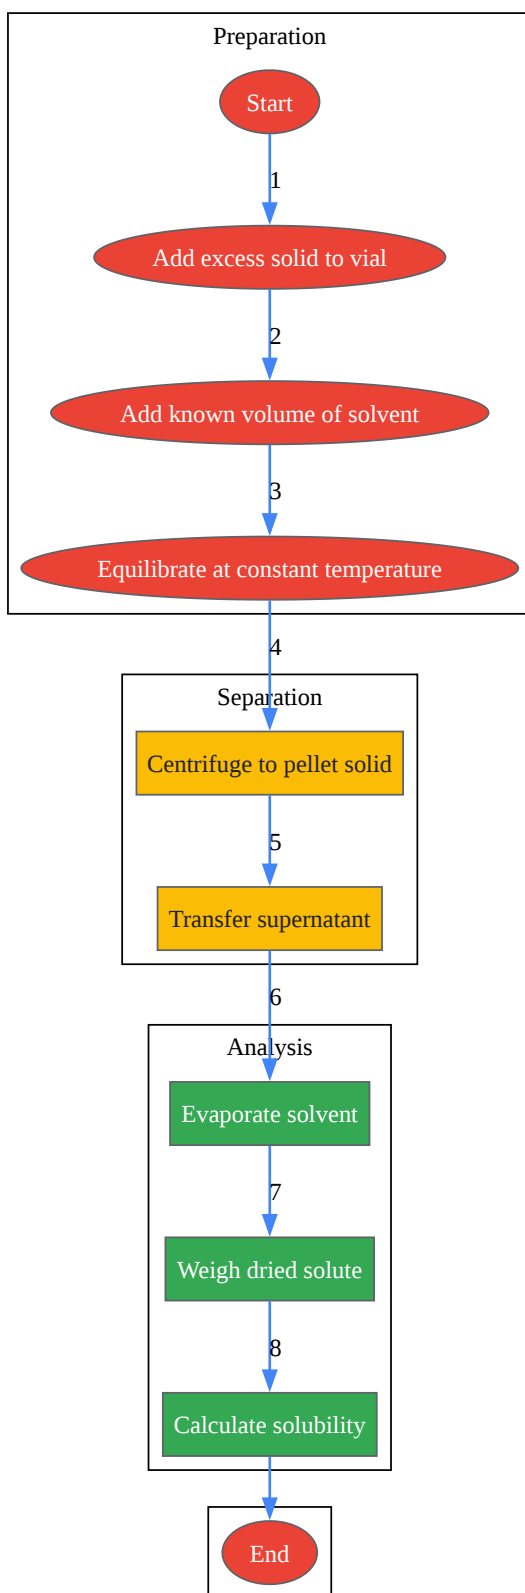 Preparation
Start
1
Add excess solid to vial
2
Add known volume of solvent
3
Equilibrate at constant temperature
4
Separation
Centrifuge to pellet solid
5
Transfer supernatant
6
Analysis
Evaporate solvent
7
Weigh dried solute
8
Calculate solubility
End